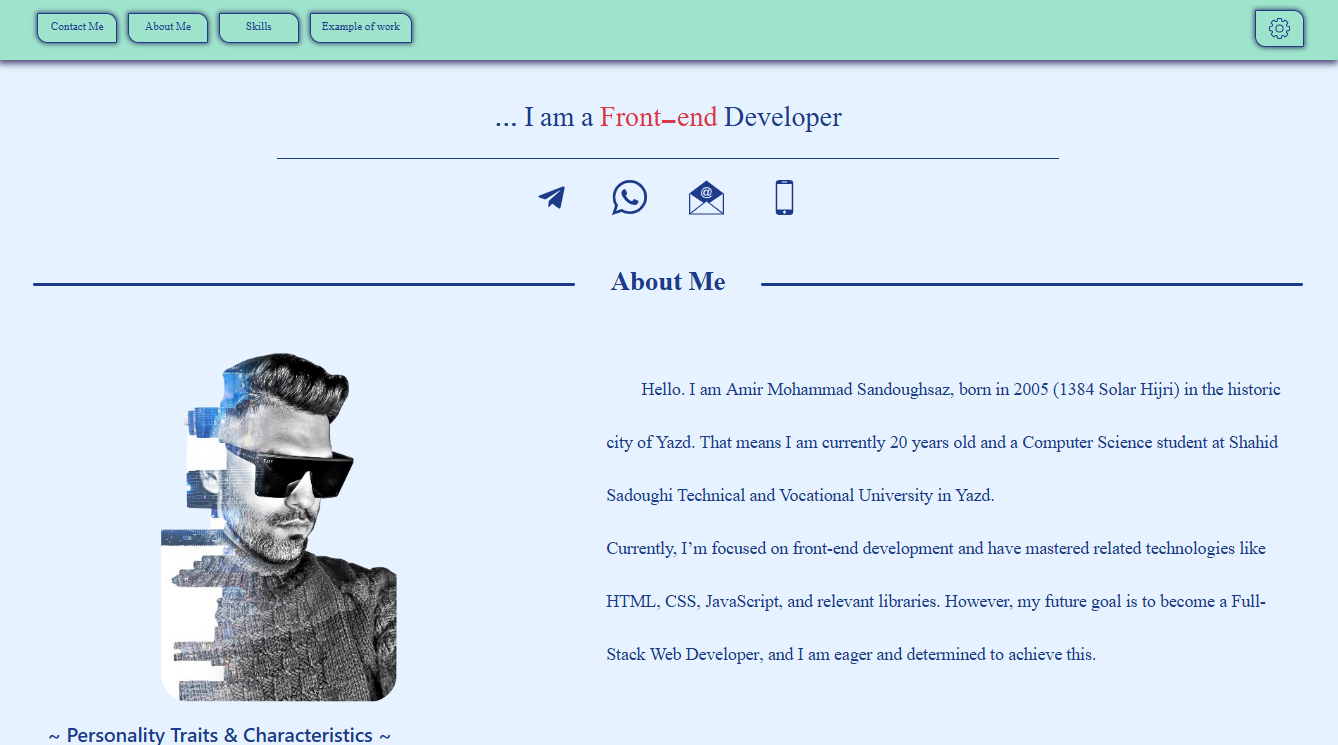 Contact Me
About Me
Skills
Example of work
... I am a Front-end Developer
@
About Me
Hello. I am Amir Mohammad Sandoughsaz, born in 2005 (1384 Solar Hijri) in the historic
city of Yazd. That means I am currently 20 years old and a Computer Science student at Shahid
Sadoughi Technical and Vocational University in Yazd.
Currently, I’m focused on front-end development and have mastered related technologies like
HTML, CSS, JavaScript, and relevant libraries. However, my future goal is to become a Full-
Stack Web Developer, and I am eager and determined to achieve this.
~ Personality Traits & Characteristics ~